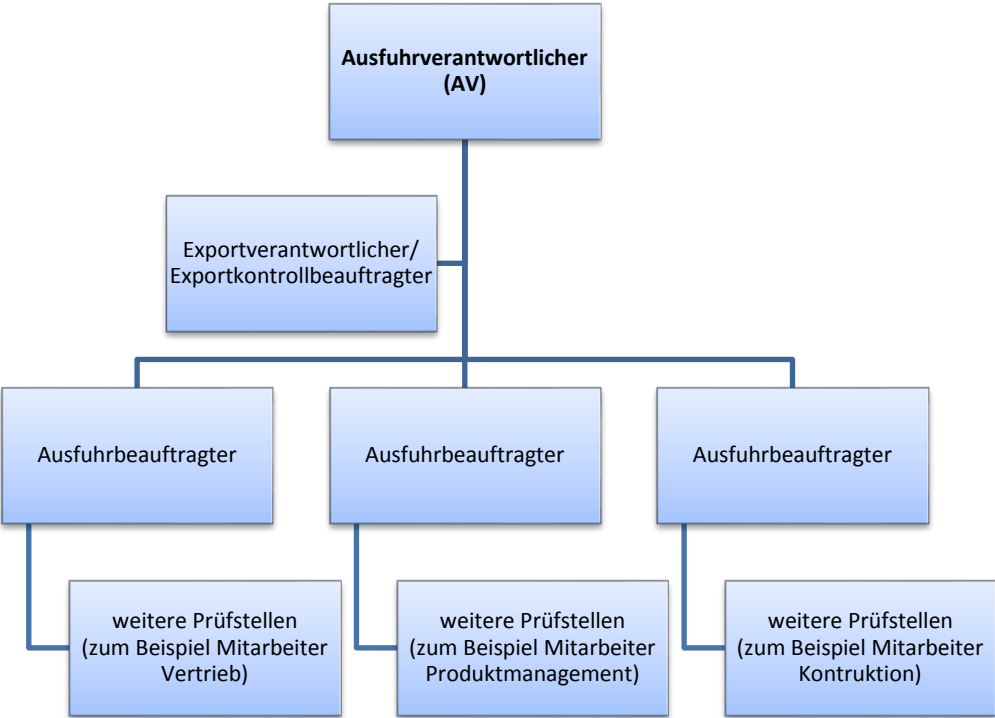 Ausfuhrverantwortlicher
(AV)
Exportverantwortlicher/
Exportkontrollbeauftragter
Ausfuhrbeauftragter
Ausfuhrbeauftragter
Ausfuhrbeauftragter
weitere Prüfstellen
(zum Beispiel Mitarbeiter
Vertrieb)
weitere Prüfstellen
(zum Beispiel Mitarbeiter
Produktmanagement)
weitere Prüfstellen
(zum Beispiel Mitarbeiter
Kontruktion)